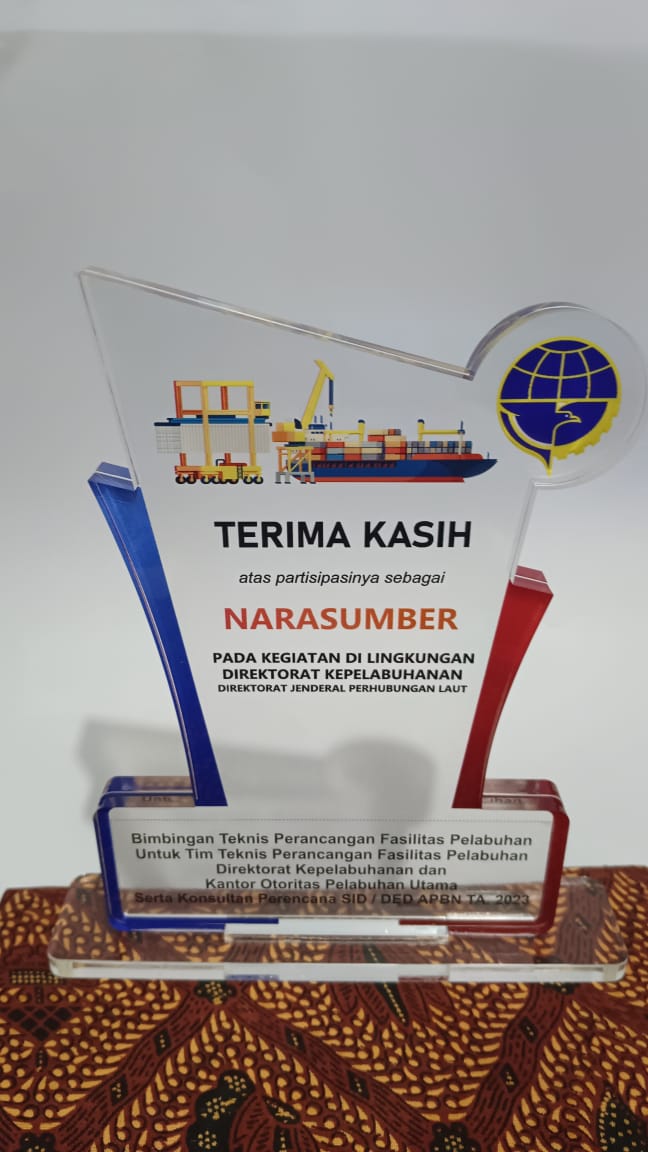 TERIMA KASIH
atas partisipasinya sebagai
NARASUMBER
PADA KEGIATAN DI LINGKUNGAN
DIREKTORAT KEPELABUHANAN
DIREKTORAT JENDERAL PERHUBUNGAN LAUT
Bimbingan Teknis Perancangan Fasilitas Pelabuhan
Untuk Tim Teknis Perancangan Fasilitas Pelabuhan
Direktorat Kepelabuhanan dan
Kantor Otoritas Pelabuhan Utama
Serta Konsultan Perencana SID / DED APBN TA. 2023